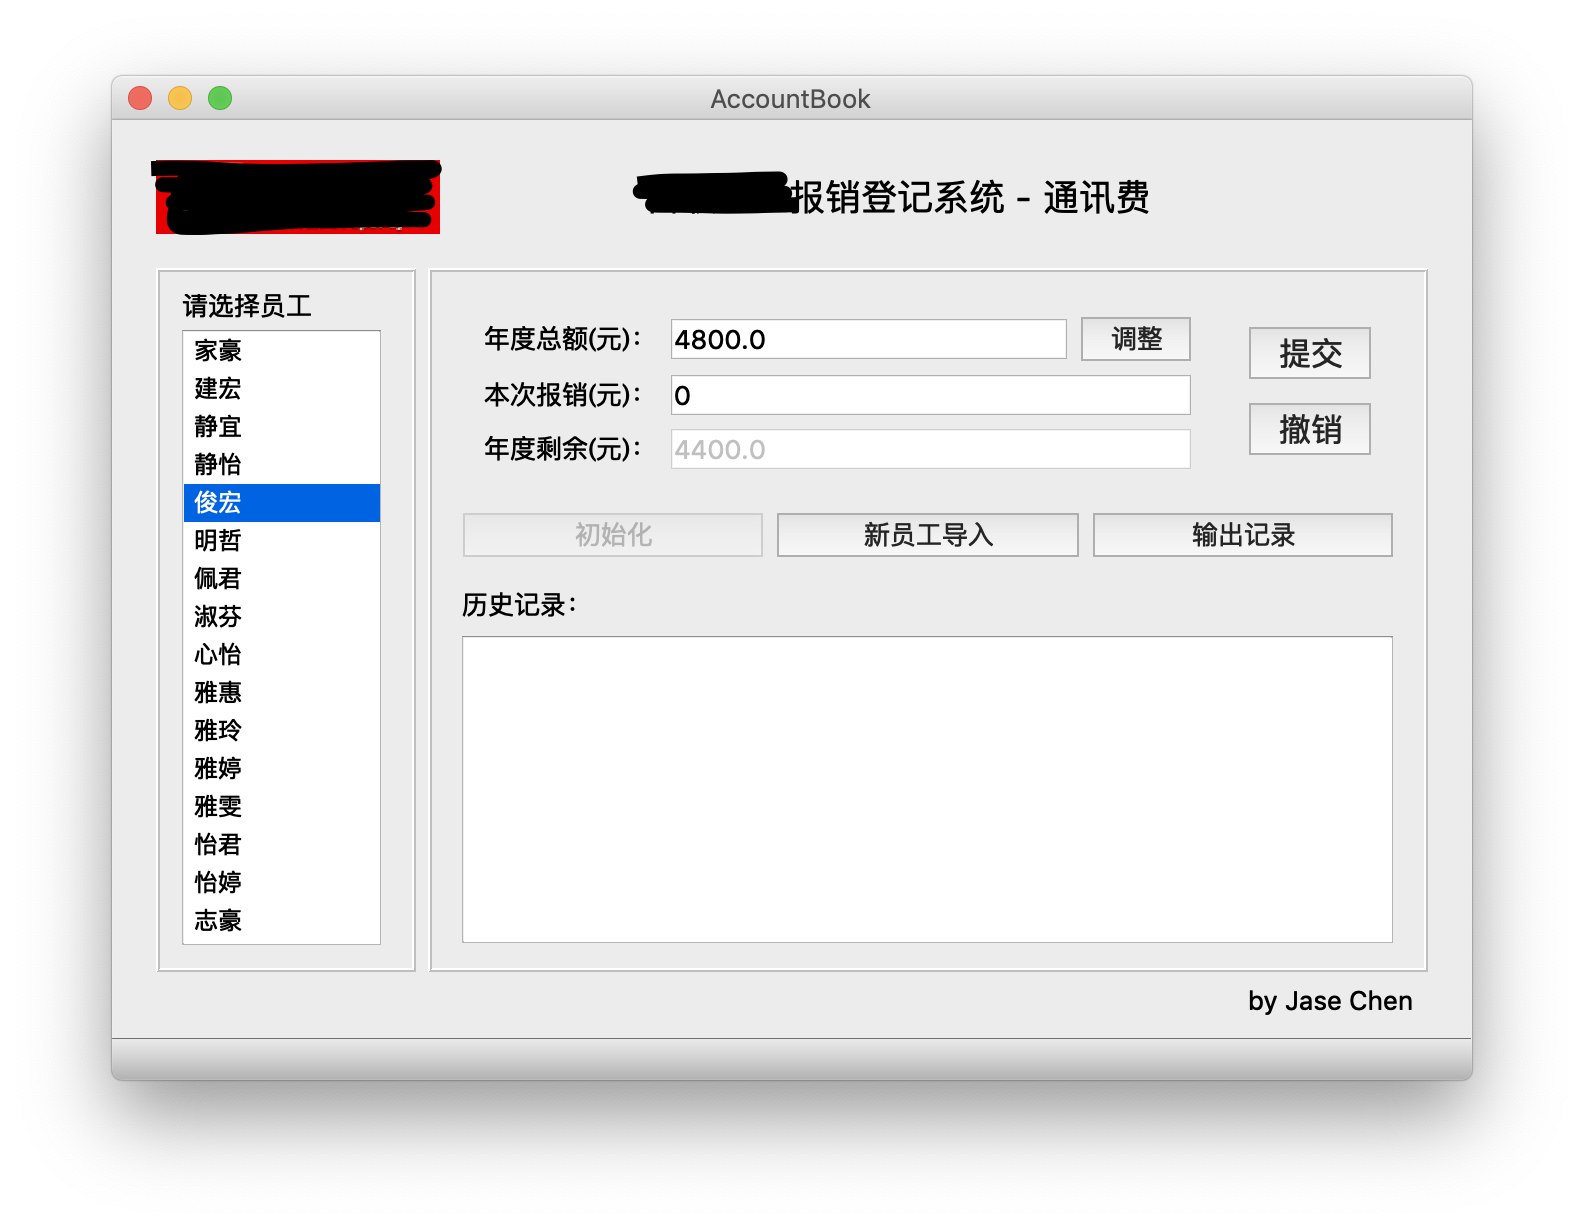 AccountBook
报销登记系统 - 通讯费
请选择员工
家豪
建宏
静宜
静怡
俊宏
明哲
佩君
淑芬
心怡
雅惠
雅玲
雅婷
雅雯
怡君
怡婷
志豪
年度总额(元)： 4800.0 调整
本次报销(元)： 0
年度剩余(元)： 4400.0
提交
撤销
初始化 新员工导入 输出记录
历史记录：
by Jase Chen